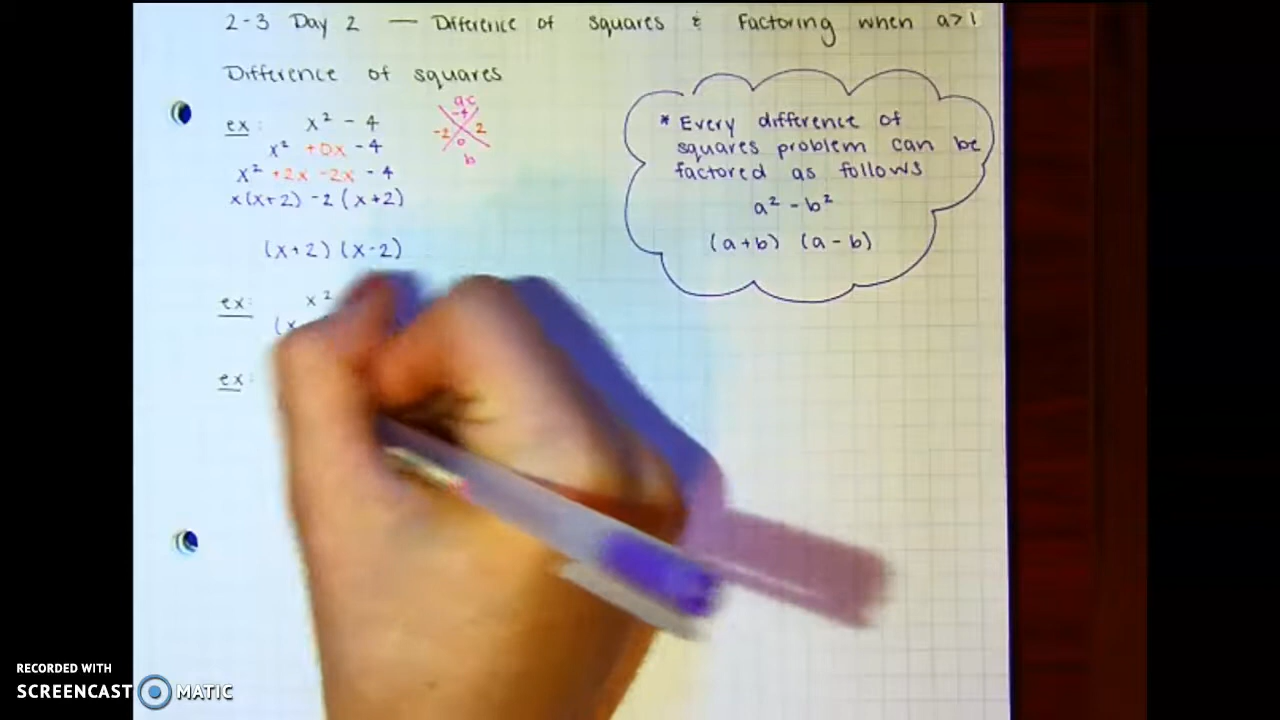 2-3 Day 2 — Difference of squares & Factoring when a>1
Difference of squares
ex: x² - 4
x² +0x - 4
x² +2x -2x - 4
x(x+2) -2(x+2)
(x+2)(x-2)
ac
-4
-2 2
0
b
* Every difference of
squares problem can be
factored as follows
a² - b²
(a+b) (a-b)
ex: x²
(x
ex:
RECORDED WITH
SCREENCAST MATIC